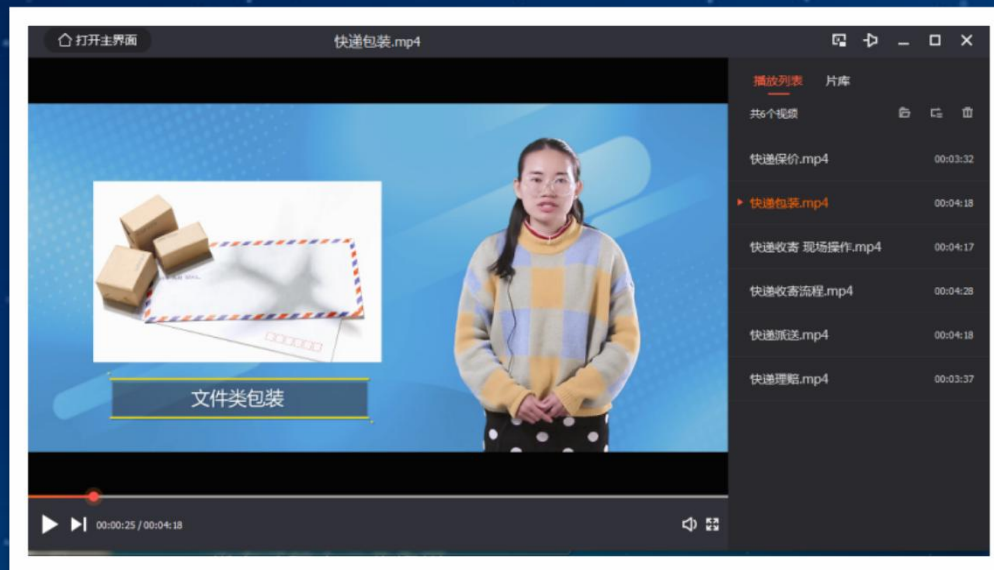 打开主界面
快递包装.mp4
播放列表 片库
共6个视频
快递保价.mp4 00:03:32
快递包装.mp4 00:04:18
快递收寄 现场操作.mp4 00:04:17
快递收寄流程.mp4 00:04:28
快递派送.mp4 00:04:18
快递理赔.mp4 00:03:37
文件类包装
00:00:25 / 00:04:18